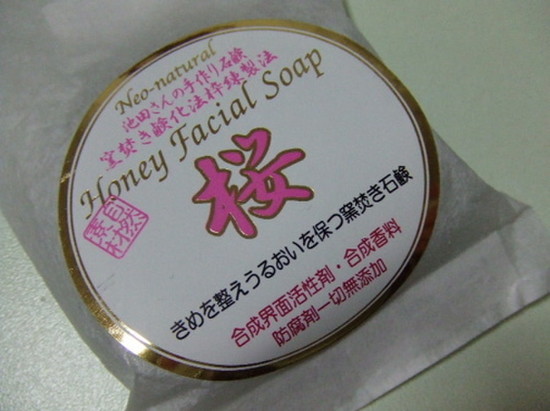 Neo-natural
池田さんの手作り石鹸
窯焚き鹸化法枠練製法
Honey Facial Soap
桜
きめを整えうるおいを保つ窯焚き石鹸
合成界面活性剤・合成香料
防腐剤一切無添加